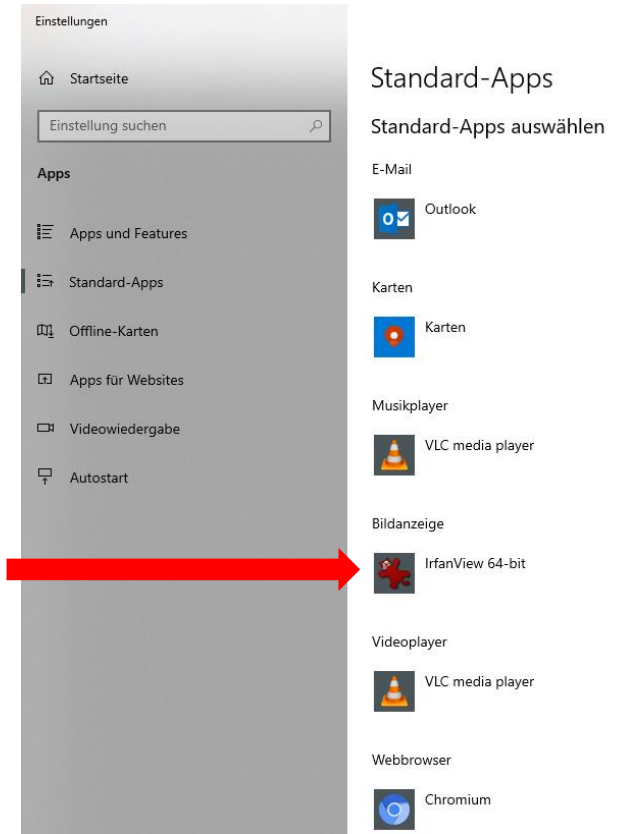 Einstellungen
Startseite
Einstellung suchen
Apps
Apps und Features
Standard-Apps
Offline-Karten
Apps für Websites
Videowiedergabe
Autostart
Standard-Apps
Standard-Apps auswählen
E-Mail
Outlook
Karten
Karten
Musikplayer
VLC media player
Bildanzeige
IrfanView 64-bit
Videoplayer
VLC media player
Webbrowser
Chromium